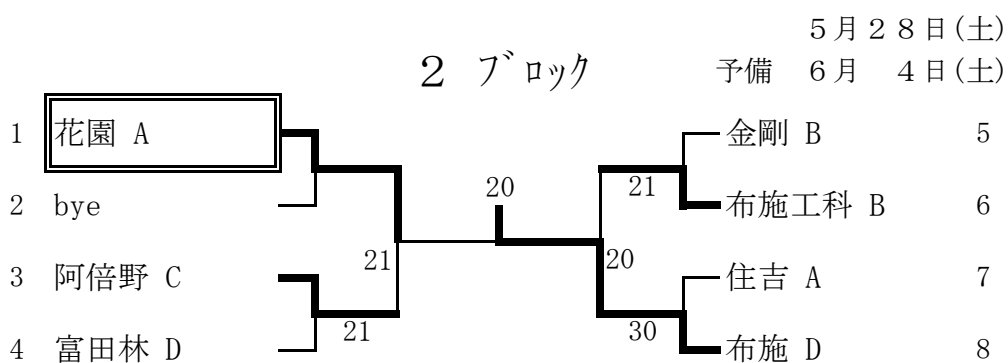 5月28日(土)
2 ブロック
予備 6月 4日(土)
1 花園 A
金剛 B 5
20
21
2 bye
布施工科 B 6
21
20
3 阿倍野 C
住吉 A 7
21
30
4 富田林 D
布施 D 8